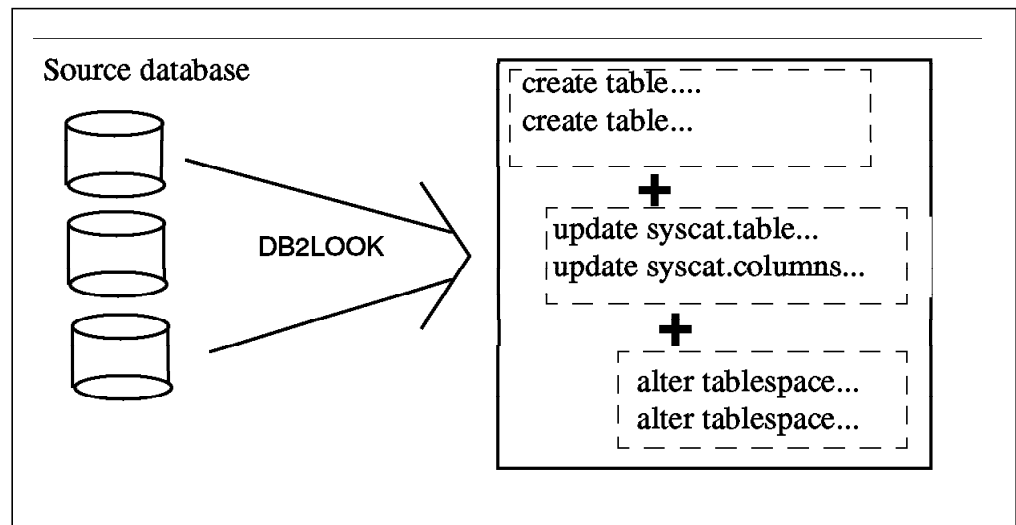 Source database
create table....
create table...
DB2LOOK
update syscat.table...
update syscat.columns...
alter tablespace...
alter tablespace...